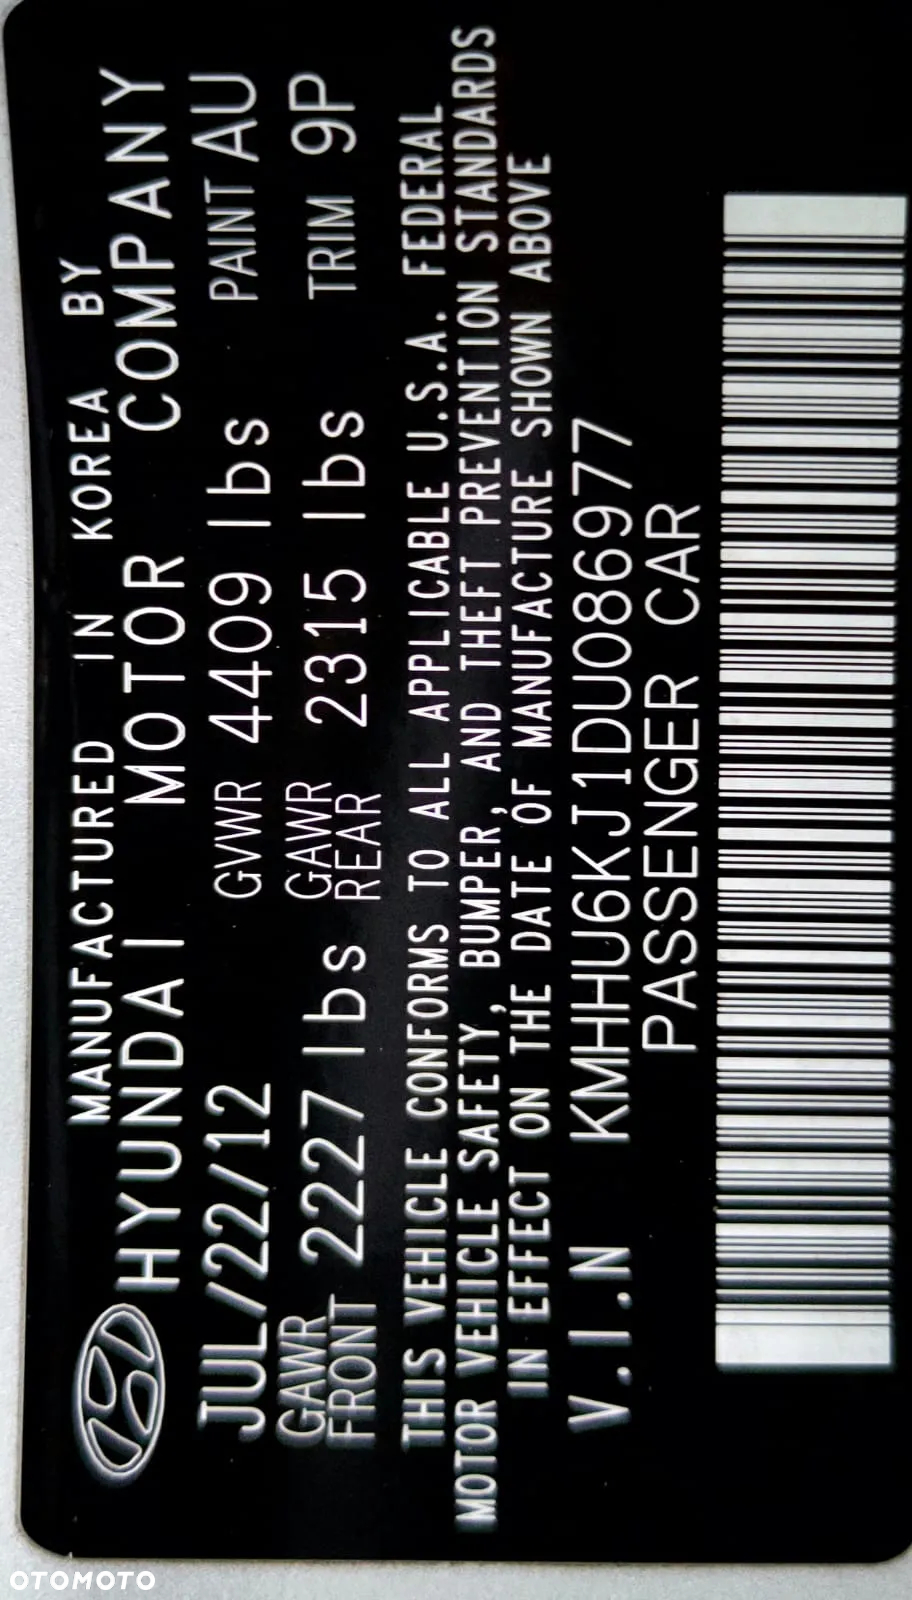 MANUFACTURED IN KOREA BY
HYUNDAI MOTOR COMPANY
JUL/22/12 GVWR 4409 lbs PAINT AU
GAWR FRONT 2227 lbs GAWR REAR 2315 lbs TRIM 9P
THIS VEHICLE CONFORMS TO ALL APPLICABLE U.S.A. FEDERAL
MOTOR VEHICLE SAFETY, BUMPER, AND THEFT PREVENTION STANDARDS
IN EFFECT ON THE DATE OF MANUFACTURE SHOWN ABOVE
V.I.N KMHHU6KJ1DU086977
PASSENGER CAR
OTOMOTO